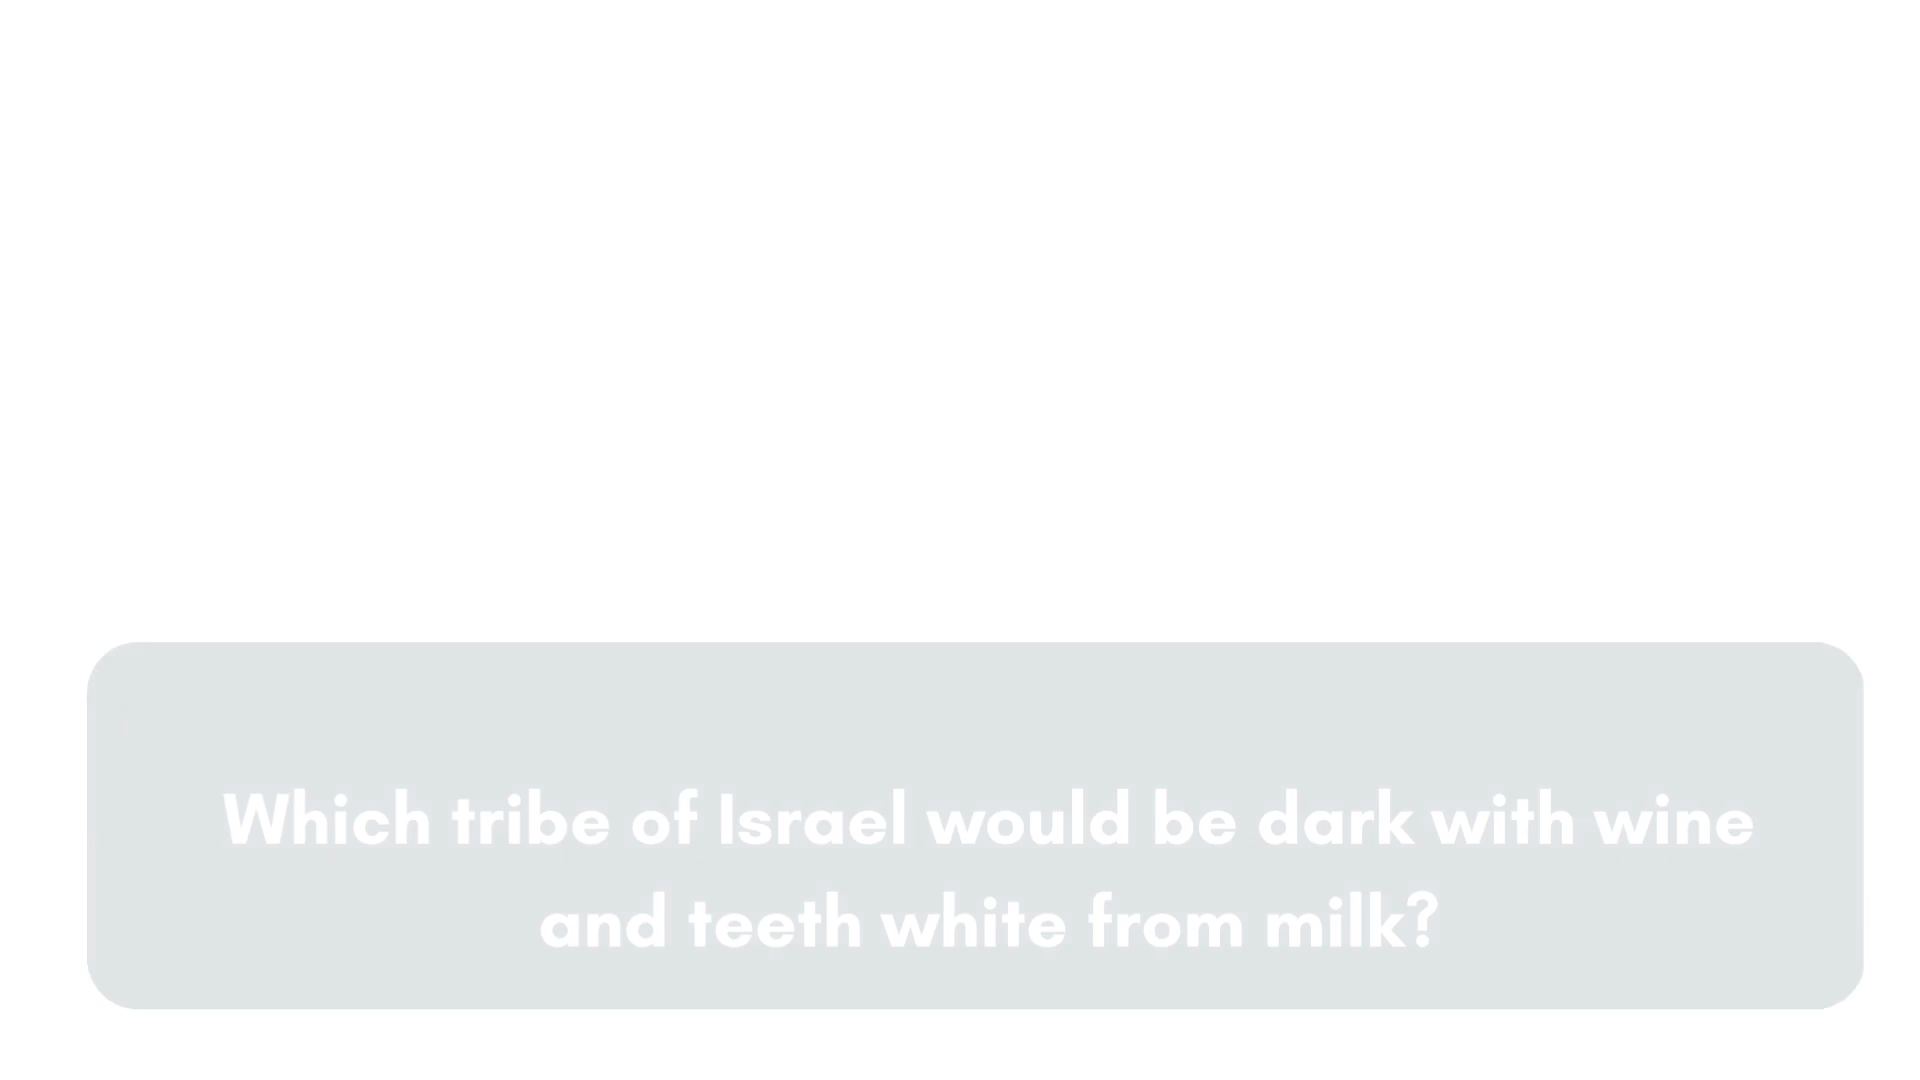 Which tribe of Israel would be dark with wine
and teeth white from milk?